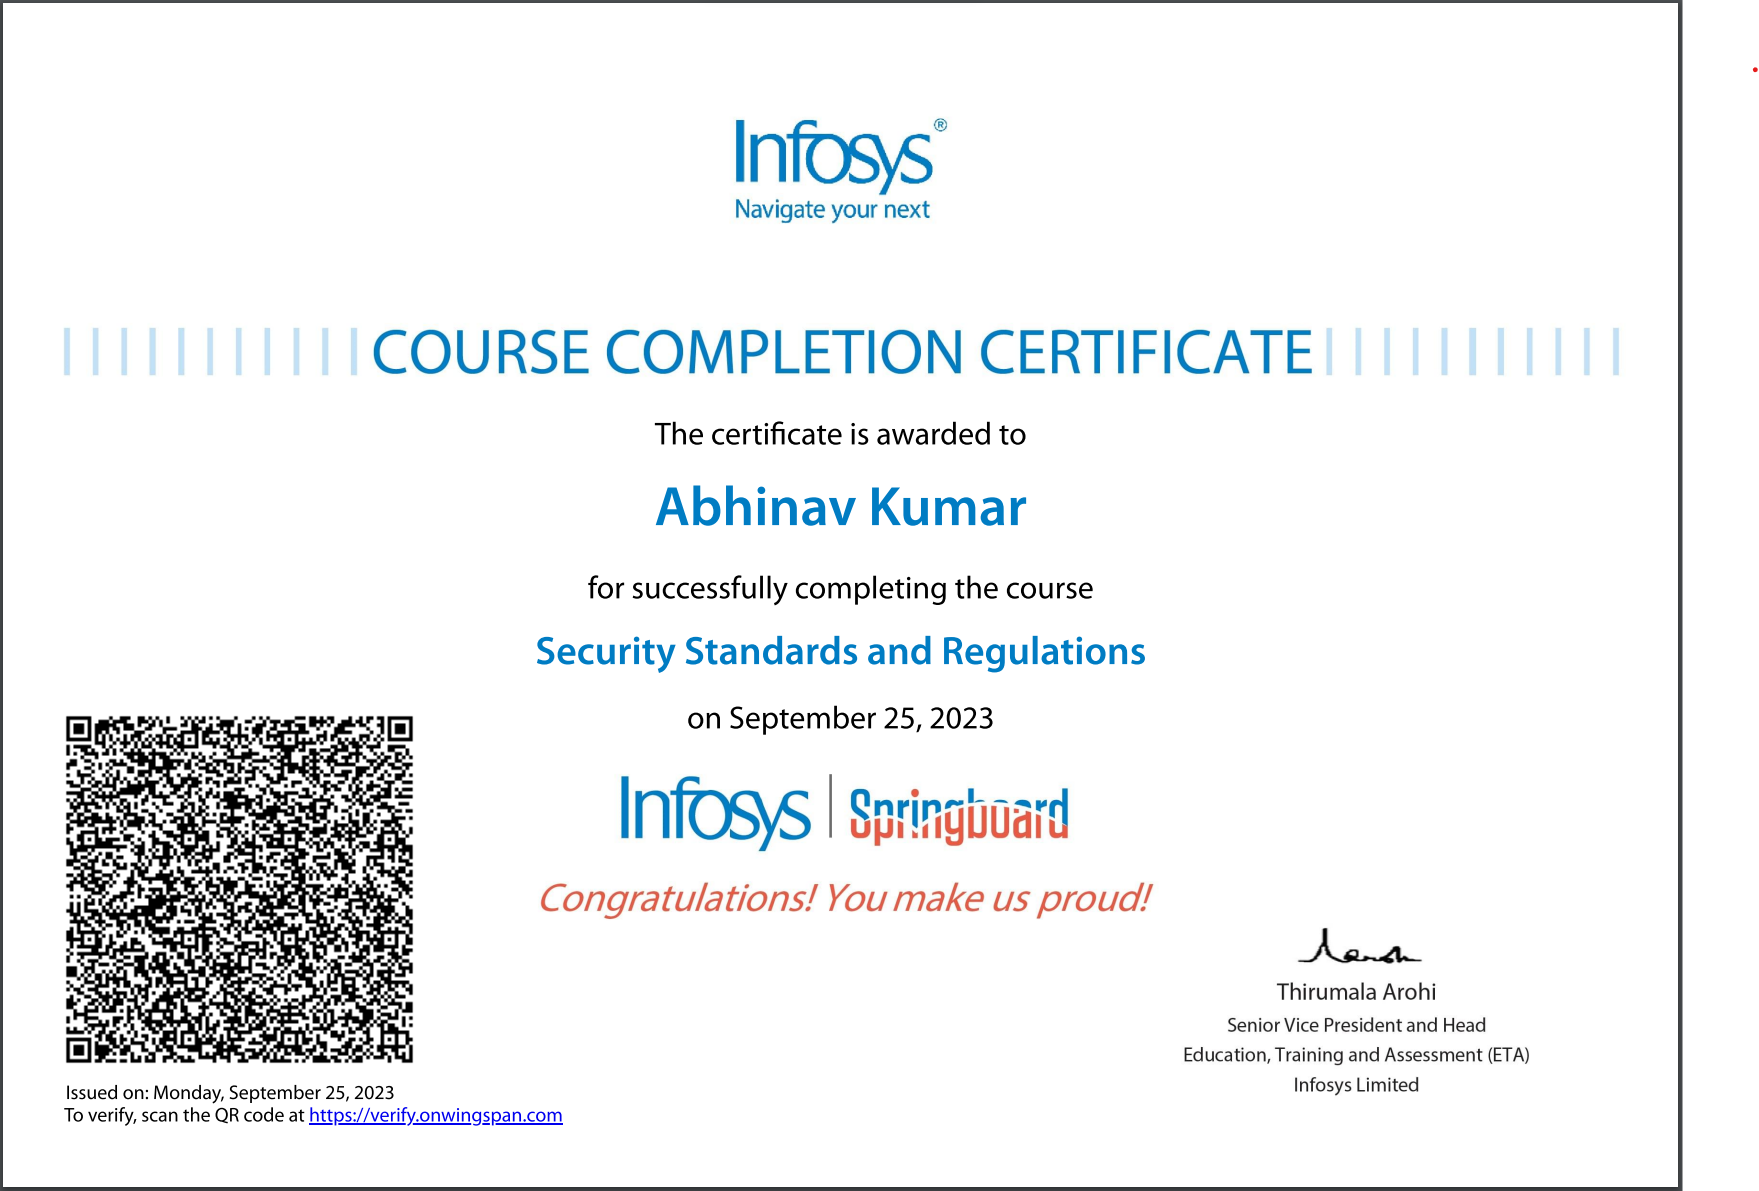 Infosys®
Navigate your next
COURSE COMPLETION CERTIFICATE
The certificate is awarded to
Abhinav Kumar
for successfully completing the course
Security Standards and Regulations
on September 25, 2023
Infosys | Springboard
Congratulations! You make us proud!
Thirumala Arohi
Senior Vice President and Head
Education, Training and Assessment (ETA)
Infosys Limited
Issued on: Monday, September 25, 2023
To verify, scan the QR code at https://verify.onwingspan.com